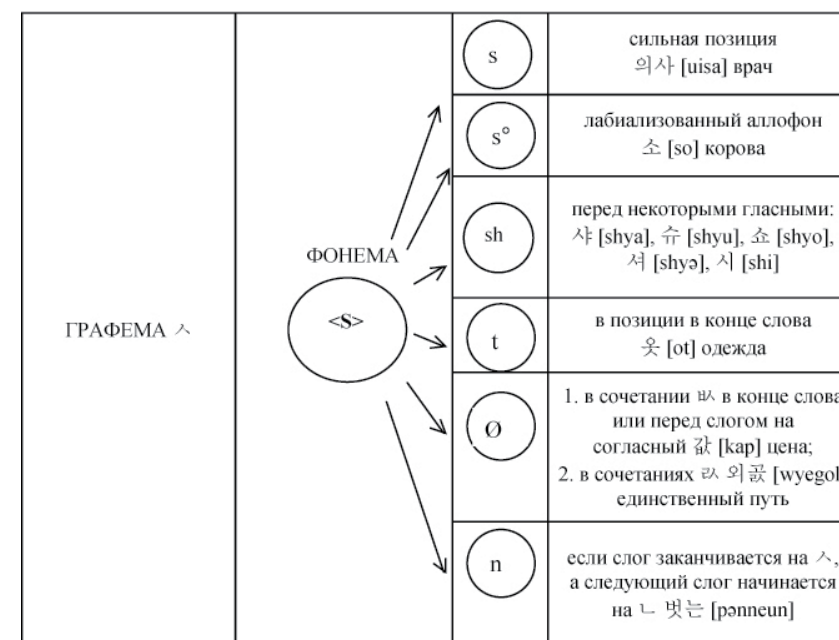 ГРАФЕМА ㅅ
ФОНЕМА
<S>
s
сильная позиция
의사 [uisa] врач
s°
лабиализованный аллофон
소 [so] корова
sh
перед некоторыми гласными:
샤 [shya], 슈 [shyu], 쇼 [shyo],
셔 [shyə], 시 [shi]
t
в позиции в конце слова
옷 [ot] одежда
Ø
1. в сочетании ㅄ в конце слова
или перед слогом на
согласный 값 [kap] цена;
2. в сочетаниях ㄽ 외곬 [wyegol
единственный путь
n
если слог заканчивается на ㅅ,
а следующий слог начинается
на ㄴ 벗는 [pənneun]